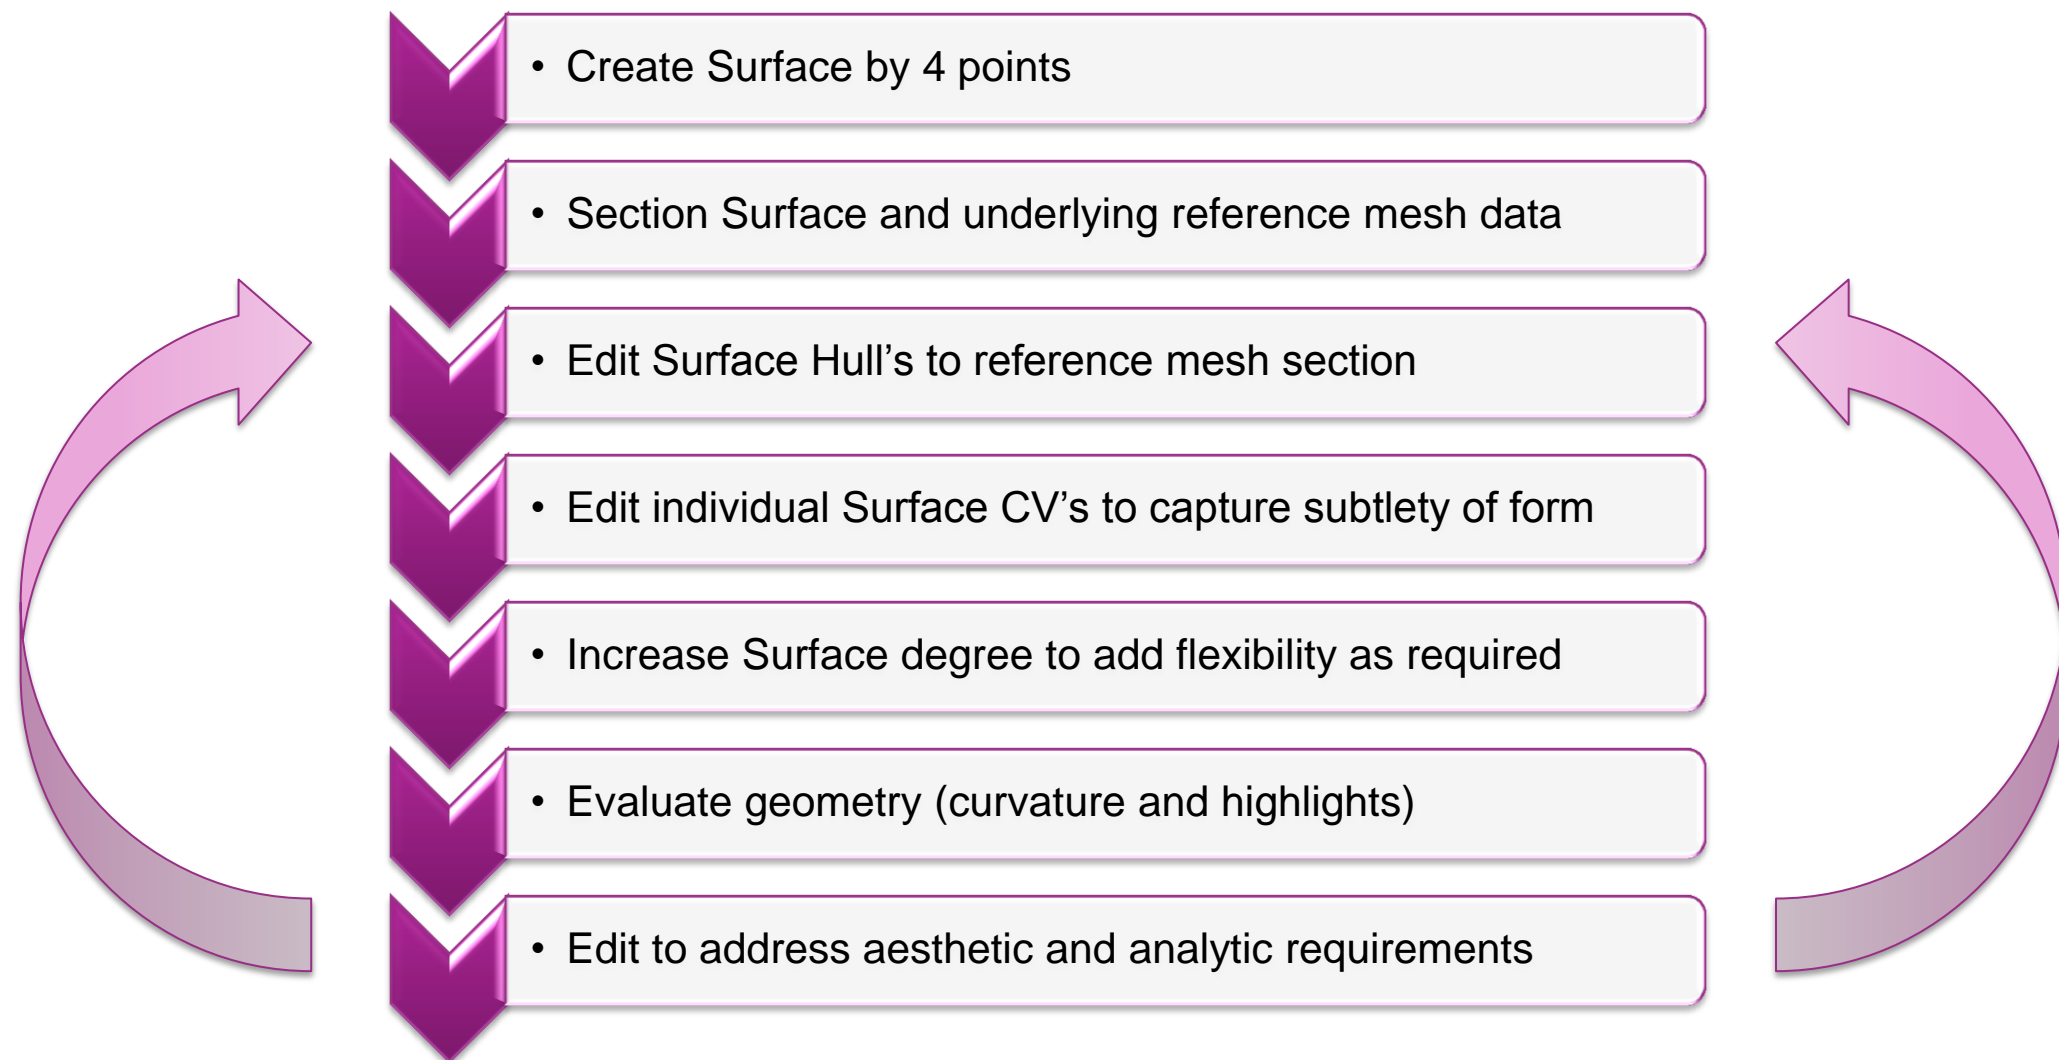 • Create Surface by 4 points
• Section Surface and underlying reference mesh data
• Edit Surface Hull’s to reference mesh section
• Edit individual Surface CV’s to capture subtlety of form
• Increase Surface degree to add flexibility as required
• Evaluate geometry (curvature and highlights)
• Edit to address aesthetic and analytic requirements